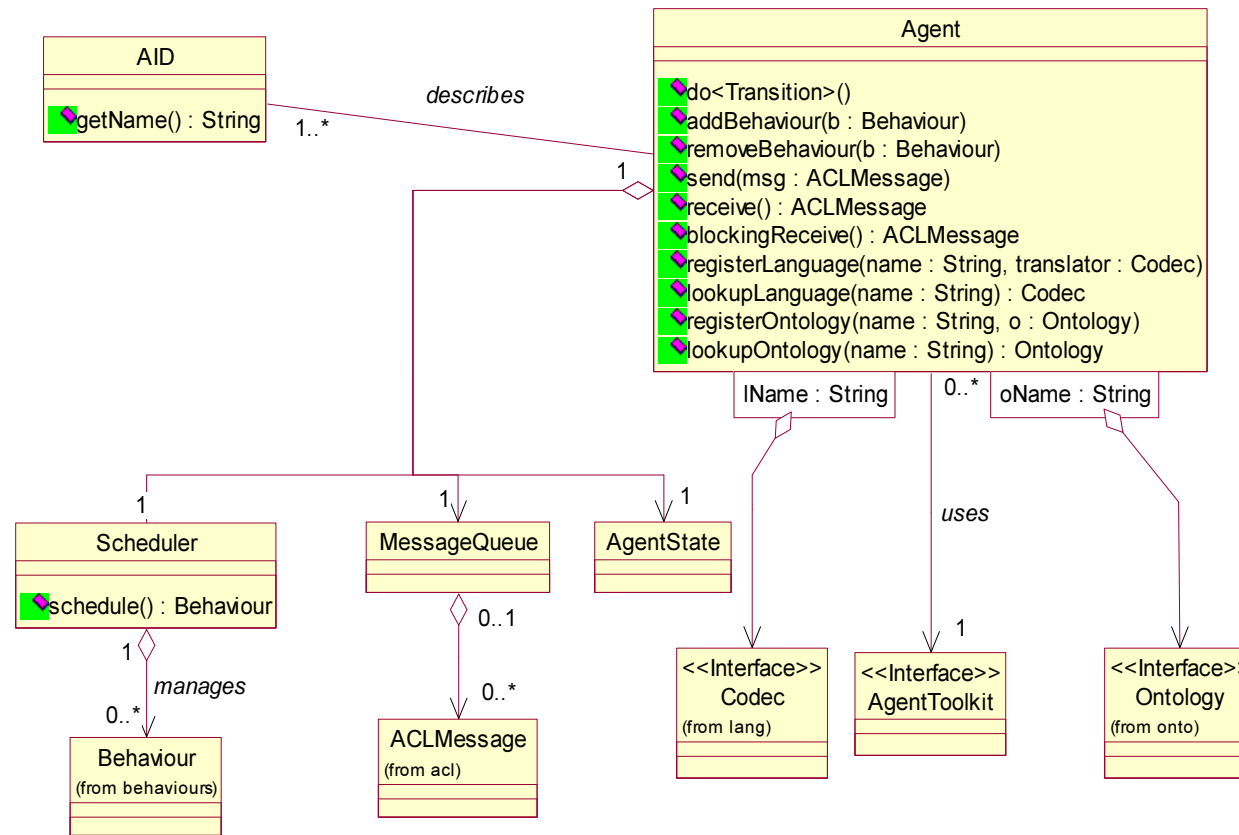 AID
getName() : String
describes
1..*
Agent
do<Transition>()
addBehaviour(b : Behaviour)
removeBehaviour(b : Behaviour)
send(msg : ACLMessage)
receive() : ACLMessage
blockingReceive() : ACLMessage
registerLanguage(name : String, translator : Codec)
lookupLanguage(name : String) : Codec
registerOntology(name : String, o : Ontology)
lookupOntology(name : String) : Ontology
1
lName : String
0..*
oName : String
1
1
1
uses
Scheduler
schedule() : Behaviour
MessageQueue
AgentState
1
manages
0..*
0..1
0..*
1
Behaviour
(from behaviours)
ACLMessage
(from acl)
<<Interface>>
Codec
(from lang)
<<Interface>>
AgentToolkit
<<Interface>
Ontology
(from onto)